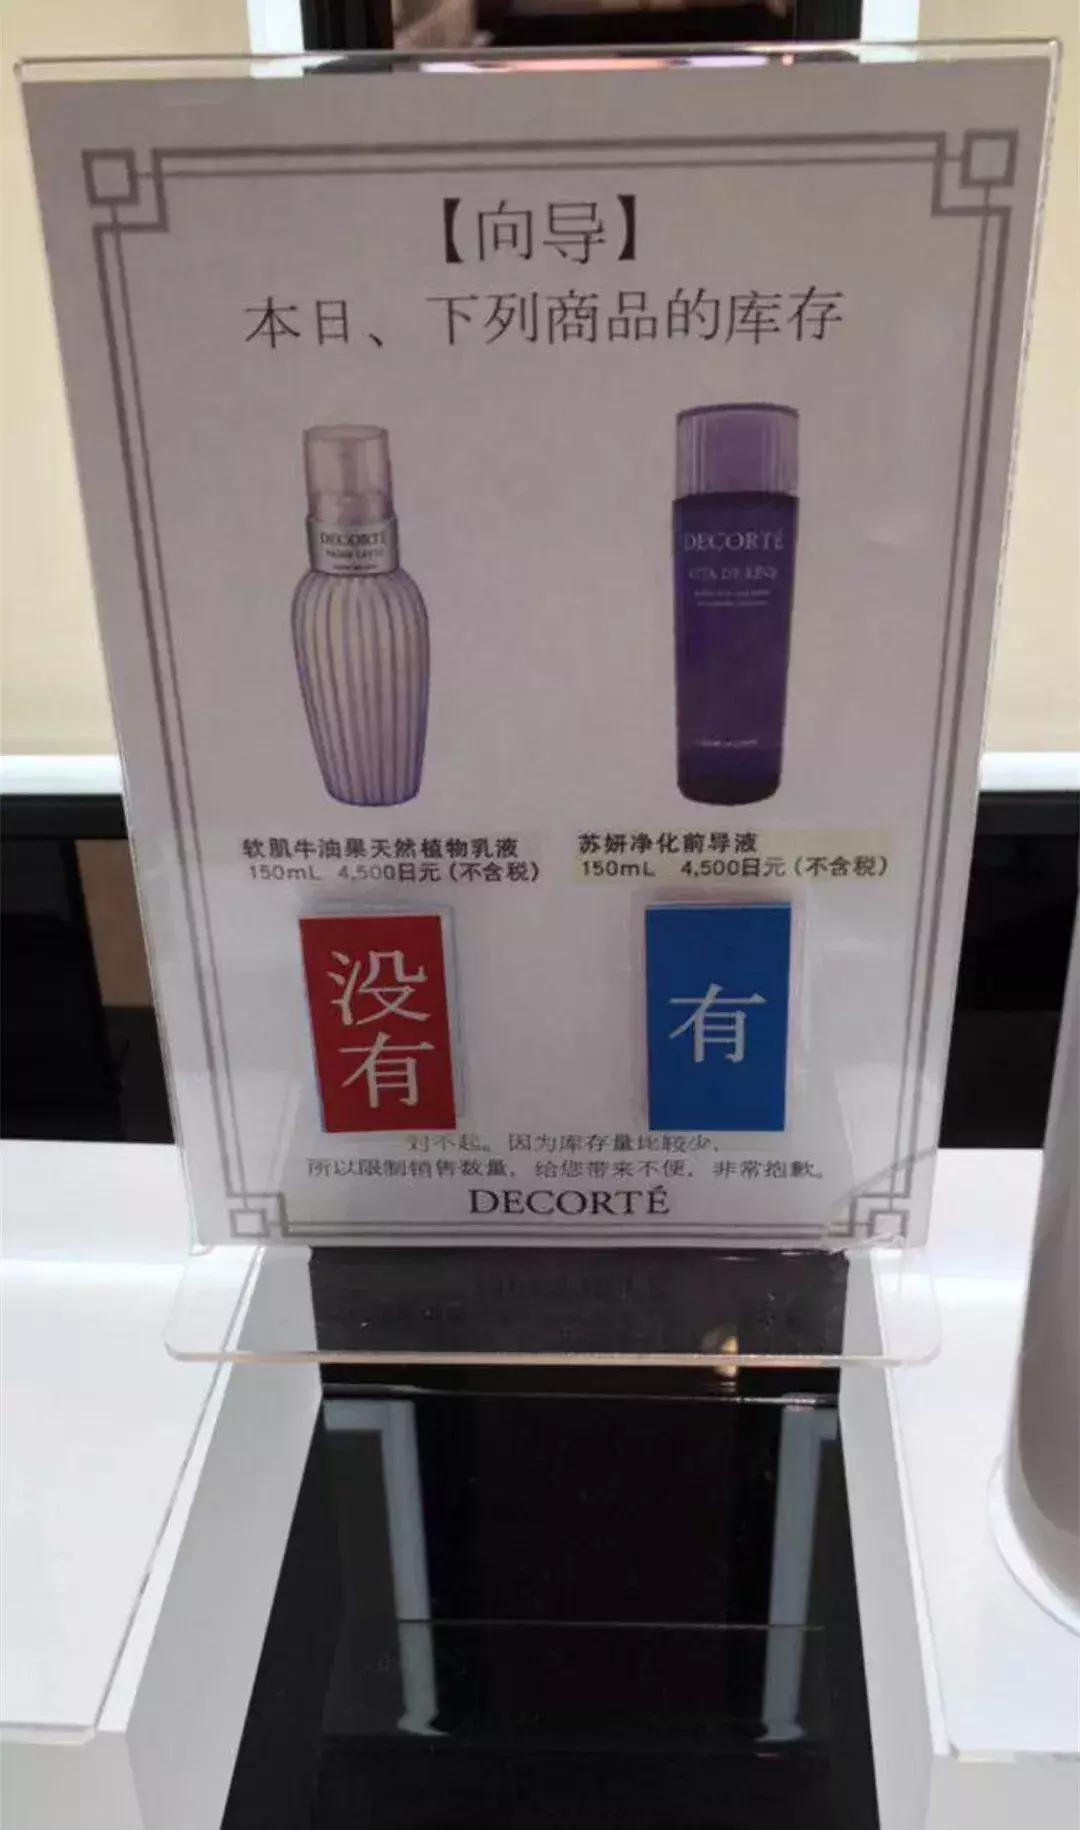 【向导】
本日、下列商品的库存
DECORTÉ
DECORTÉ
VITA DE RÊVE
软肌牛油果天然植物乳液
150mL 4,500日元(不含税)
苏妍净化前导液
150mL 4,500日元(不含税)
没有
有
对不起。因为库存量比较少,
所以限制销售数量,给您带来不便,非常抱歉。
DECORTÉ